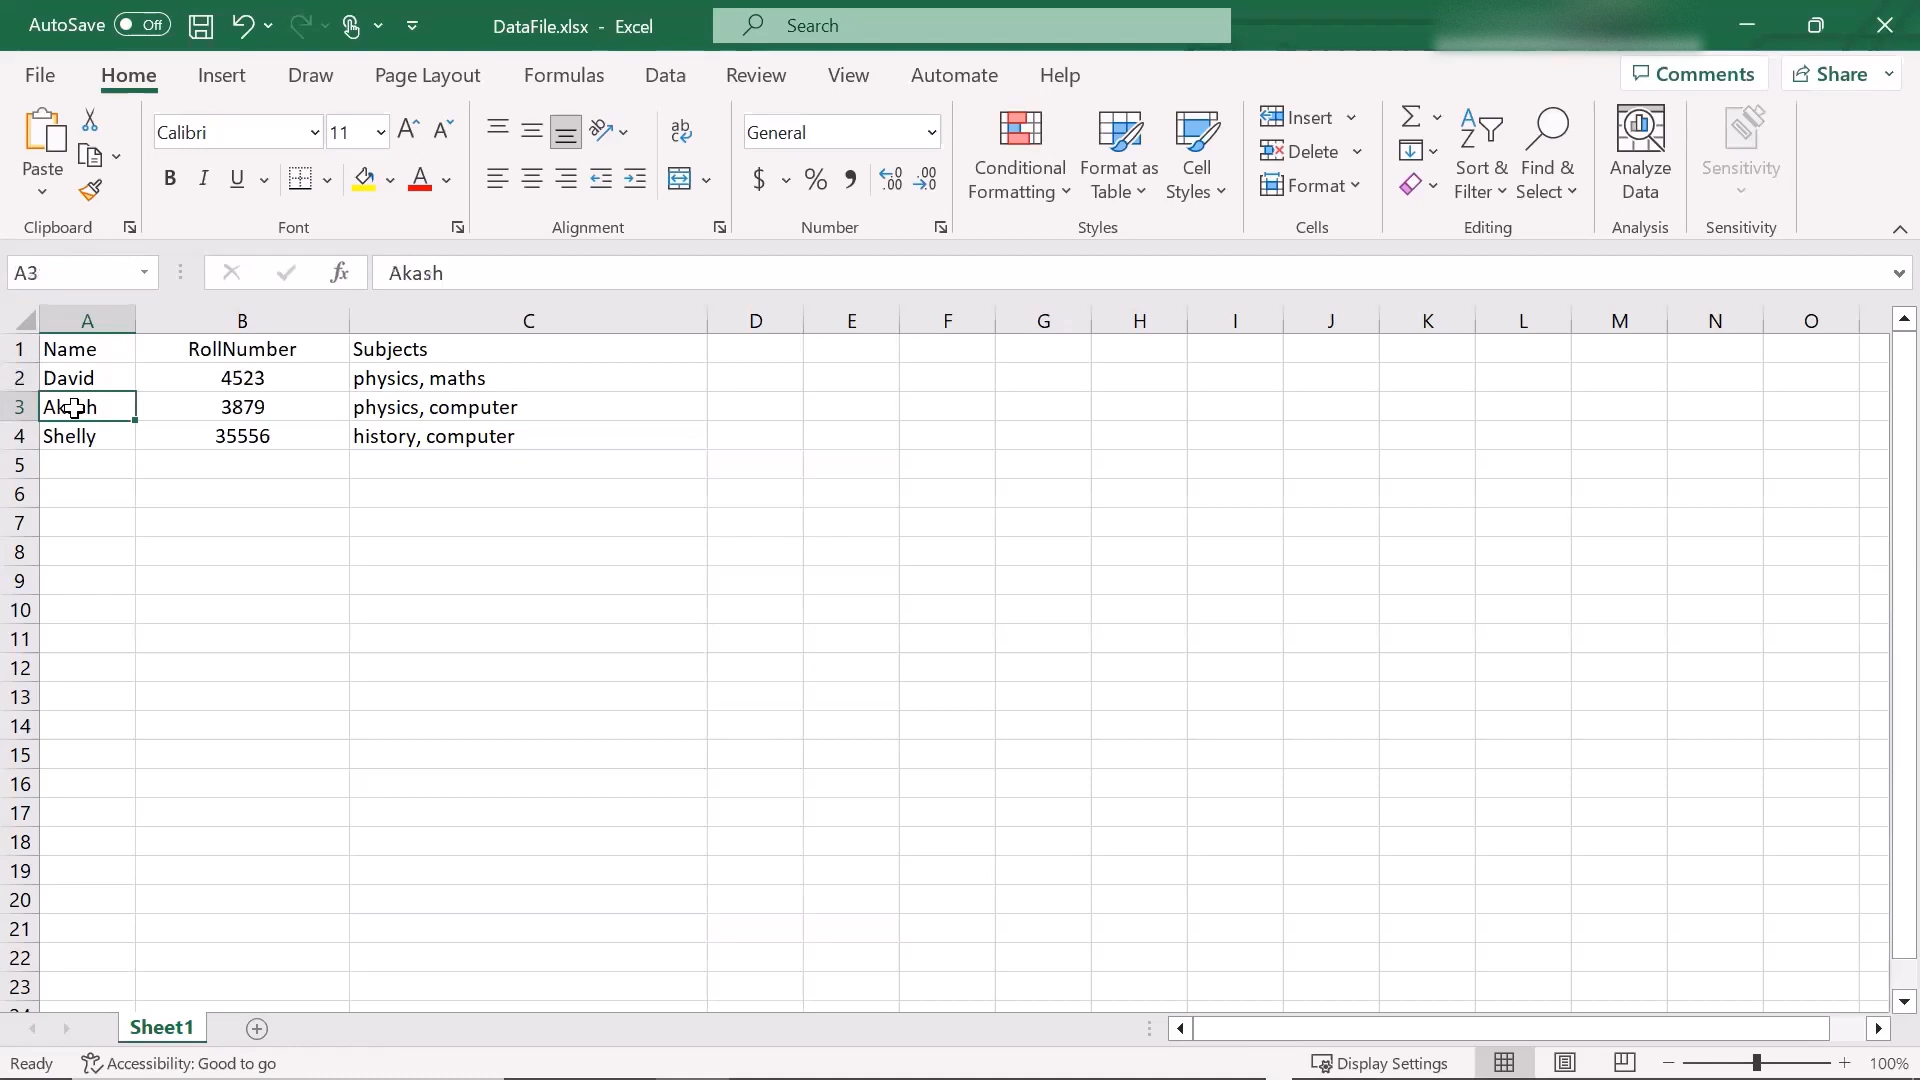 AutoSave Off DataFile.xlsx - Excel Search
File Home Insert Draw Page Layout Formulas Data Review View Automate Help Comments Share
Paste
Clipboard
Calibri 11
B I U A
Font
ab
Alignment
General
$ % .00 .00
Number
Conditional Formatting
Format as Table
Cell Styles
Styles
Insert
Delete
Format
Cells
Sort & Filter
Find & Select
Editing
Analyze Data
Analysis
Sensitivity
Sensitivity
A3 fx Akash
A B C D E F G H I J K L M N O
1 Name RollNumber Subjects
2 David 4523 physics, maths
3 Akash 3879 physics, computer
4 Shelly 35556 history, computer
5
6
7
8
9
10
11
12
13
14
15
16
17
18
19
20
21
22
23
Sheet1
Ready Accessibility: Good to go Display Settings 100%